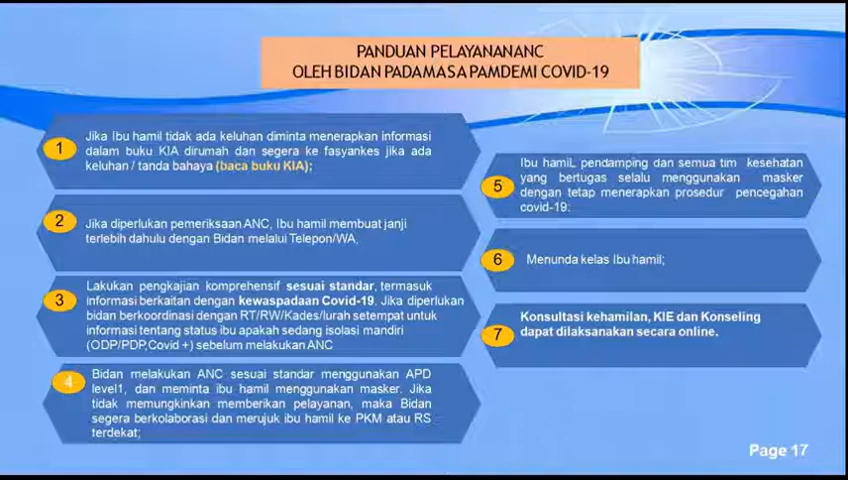 PANDUAN PELAYANANANC
OLEH BIDAN PADAMASA PAMDEMI COVID-19
1
Jika Ibu hamil tidak ada keluhan diminta menerapkan informasi
dalam buku KIA dirumah dan segera ke fasyankes jika ada
keluhan / tanda bahaya (baca buku KIA);
2
Jika diperlukan pemeriksaan ANC, Ibu hamil membuat janji
terlebih dahulu dengan Bidan melalui Telepon/WA,
3
Lakukan pengkajian komprehensif sesuai standar, termasuk
informasi berkaitan dengan kewaspadaan Covid-19. Jika diperlukan
bidan berkoordinasi dengan RT/RW/Kades/lurah setempat untuk
informasi tentang status ibu apakah sedang isolasi mandiri
(ODP/PDP,Covid +) sebelum melakukan ANC
4
Bidan melakukan ANC sesuai standar menggunakan APD
level1, dan meminta ibu hamil menggunakan masker. Jika
tidak memungkinkan memberikan pelayanan, maka Bidan
segera berkolaborasi dan merujuk ibu hamil ke PKM atau RS
terdekat;
5
Ibu hamiL pendamping dan semua tim kesehatan
yang bertugas selalu menggunakan masker
dengan tetap menerapkan prosedur pencegahan
covid-19:
6
Menunda kelas Ibu hamil;
7
Konsultasi kehamilan, KIE dan Konseling
dapat dilaksanakan secara online.
Page 17